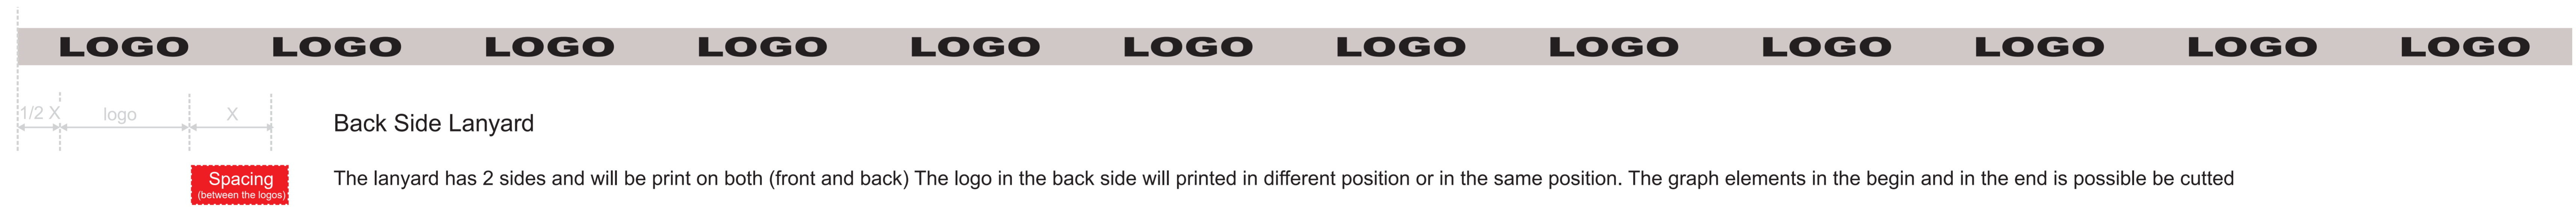 LOGO LOGO LOGO LOGO LOGO LOGO LOGO LOGO LOGO LOGO LOGO LOGO
1/2 X logo X
Back Side Lanyard
Spacing
(between the logos)
The lanyard has 2 sides and will be print on both (front and back) The logo in the back side will printed in different position or in the same position. The graph elements in the begin and in the end is possible be cutted